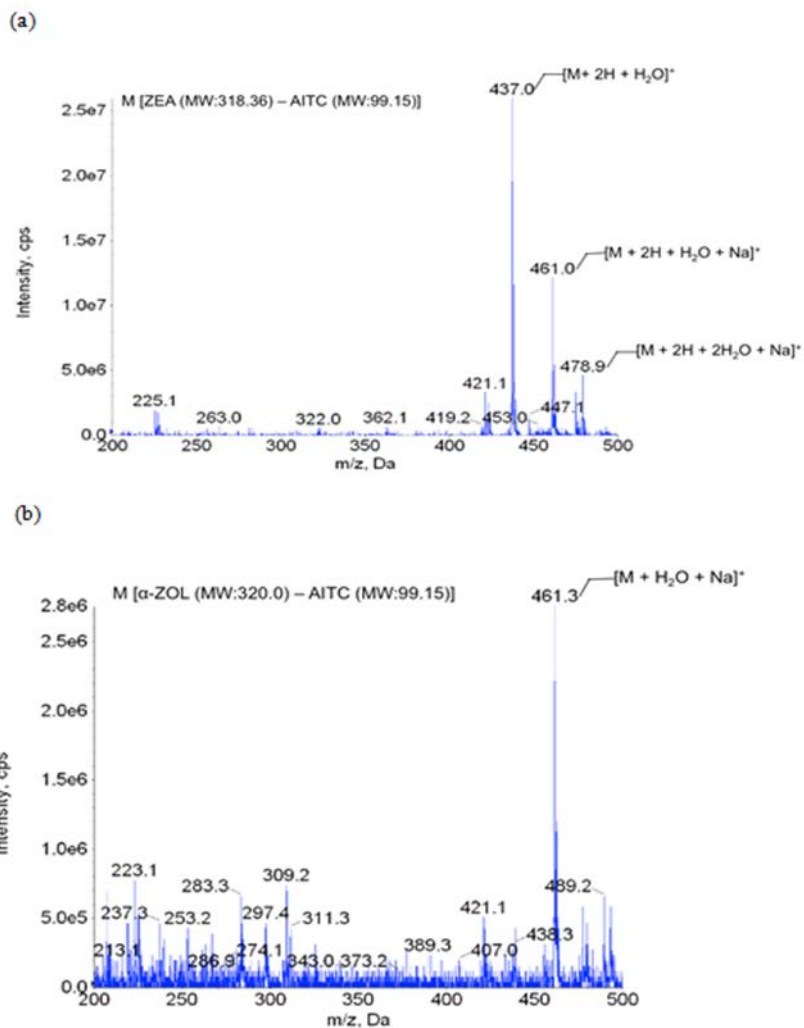 (a)
[M+ 2H + H₂O]⁺
437.0
M [ZEA (MW:318.36) – AITC (MW:99.15)]
2.5e7
2.0e7
[M + 2H + H₂O + Na]⁺
461.0
1.5e7
Intensity, cps
1.0e7
[M + 2H + 2H₂O + Na]⁺
478.9
5.0e6
421.1
225.1
447.1
263.0 322.0 362.1 419.2 453.0
0.0
200 250 300 350 400 450 500
m/z, Da
(b)
[M + H₂O + Na]⁺
M [α-ZOL (MW:320.0) – AITC (MW:99.15)]
461.3
2.8e6
2.5e6
2.0e6
Intensity, cps
1.5e6
1.0e6
223.1 309.2
283.3 489.2
421.1
5.0e5
237.3 253.2 297.4 311.3
438.3
213.1 274.1 389.3 407.0
286.9 343.0 373.2
0.0
200 250 300 350 400 450 500
m/z, Da